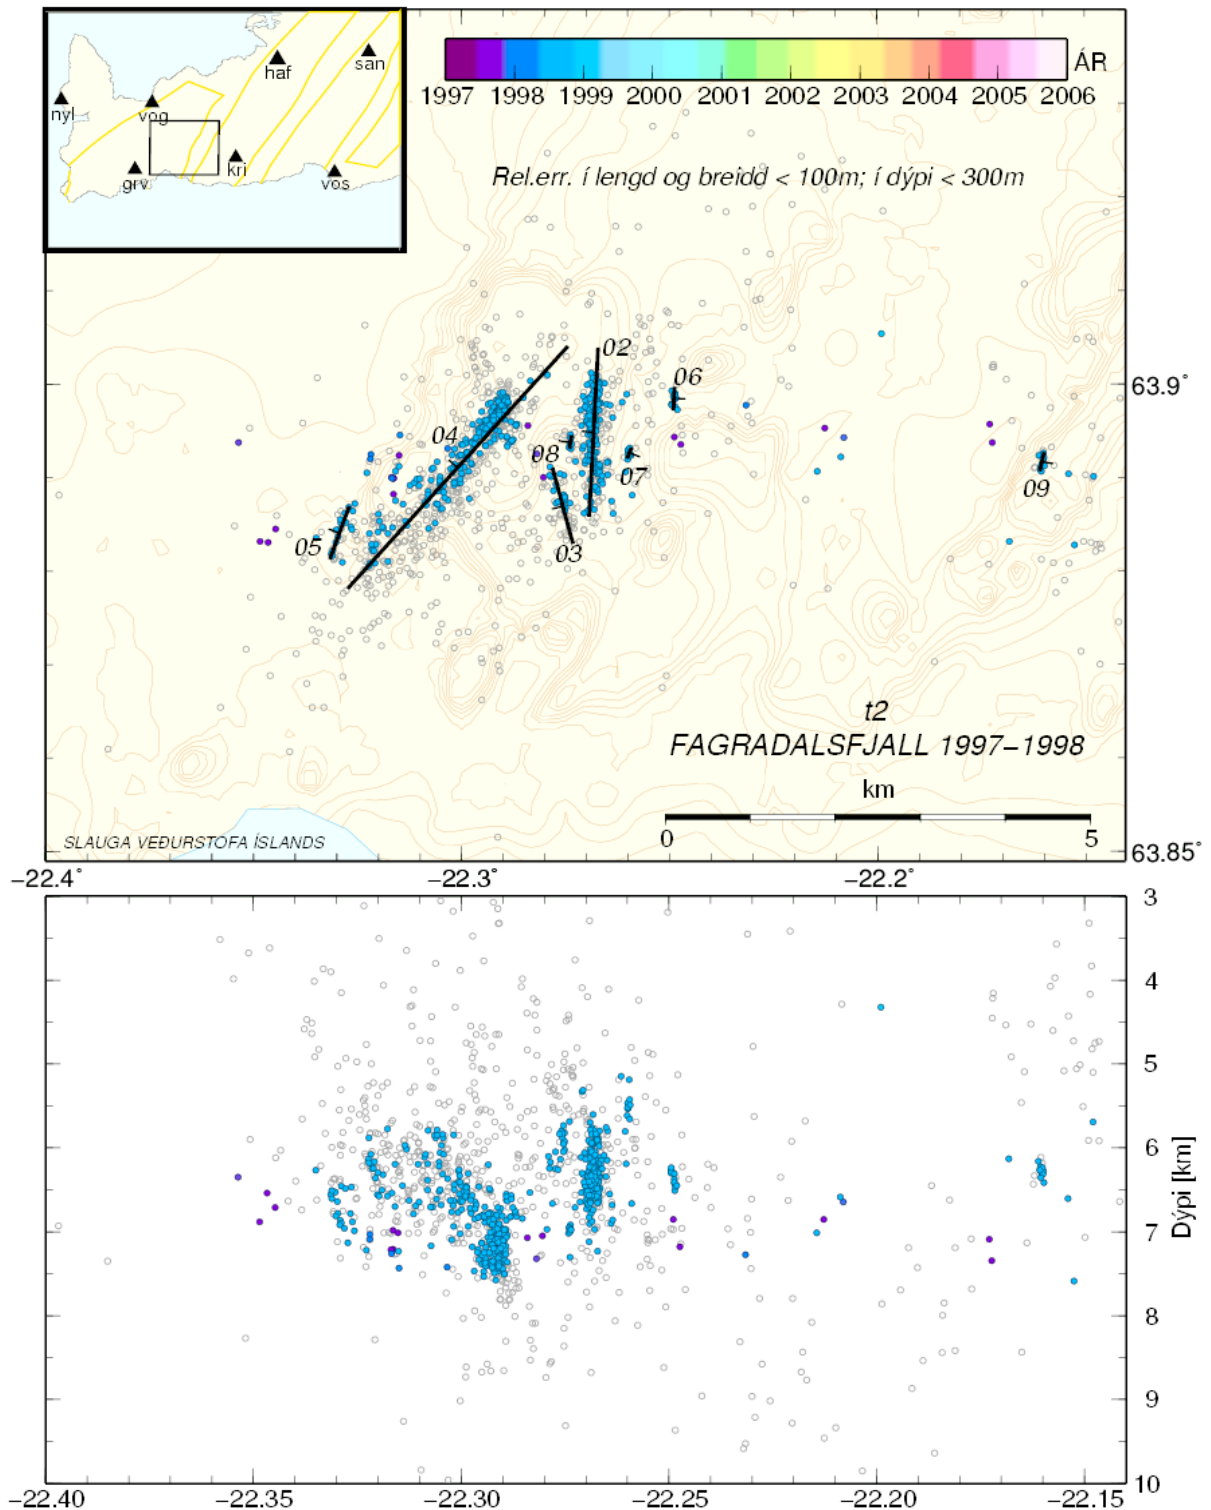 haf
san
nyl
vog
grv
kri
vos
ÁR
1997 1998 1999 2000 2001 2002 2003 2004 2005 2006
Rel.err. í lengd og breidd < 100m; í dýpi < 300m
02
06
04
08
07
09
05
03
63.9°
t2
FAGRADALSFJALL 1997–1998
km
0 5
SLAUGA VEÐURSTOFA ÍSLANDS
63.85°
−22.4° −22.3° −22.2°
3
4
5
6
7
8
9
10
Dýpi [km]
−22.40 −22.35 −22.30 −22.25 −22.20 −22.15